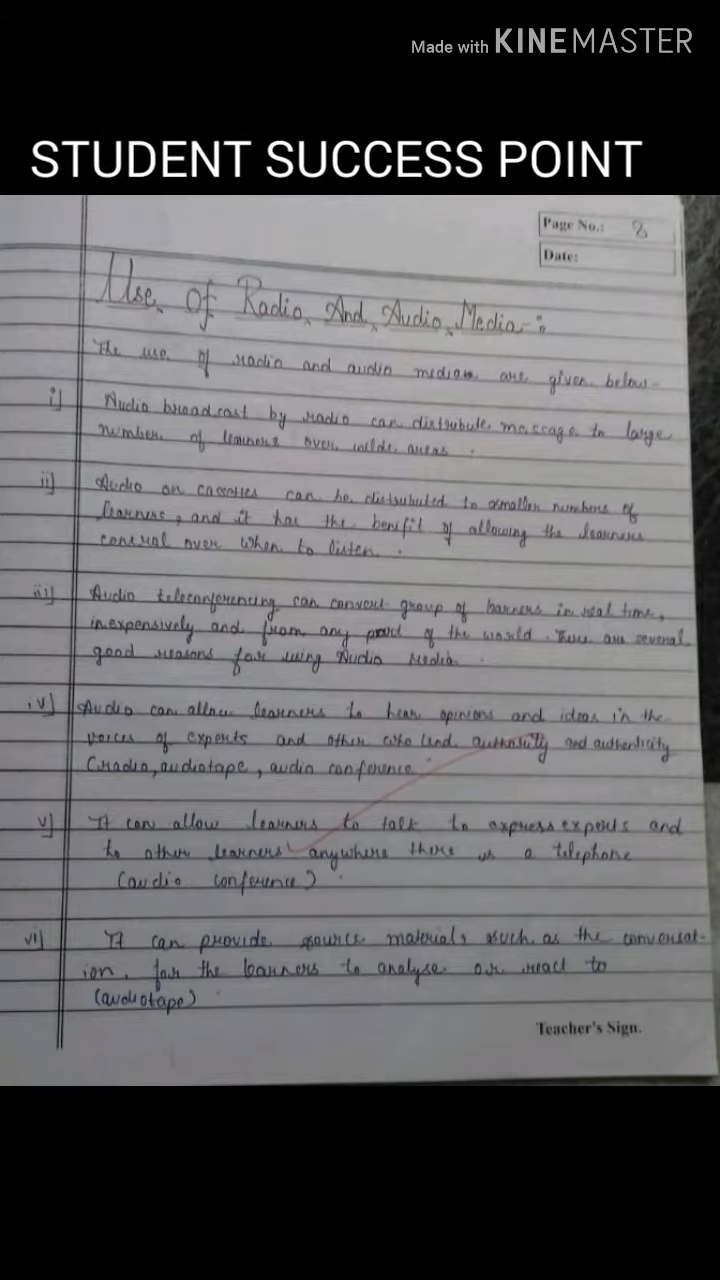 Made with KINEMASTER
STUDENT SUCCESS POINT
Page No.: 8
Date:
Use Of Radio And Audio Media-:
The use of radio and audio median are given below-
i) Audio broadcast by radio can distribute message to large
number of learners over wide areas.
ii) Audio on cassettes can be distributed to smaller numbers of
learners, and it has the benefit of allowing the learners
control over when to listen.
iii) Audio teleconferencing can convert group of learners in real time,
inexpensively and from any part of the world. There are several
good reasons for using Audio Media.
iv) Audio can allow learners to hear opinions and ideas in the
voices of experts and other who lend authority and authenticity
(radio, audiotape, audio conference.
v) It can allow learners to talk to express experts and
to other learners anywhere there is a telephone
(audio conference).
vi) It can provide source materials such as the conversat-
ion, for the learners to analyse or react to
(audiotape).
Teacher's Sign.